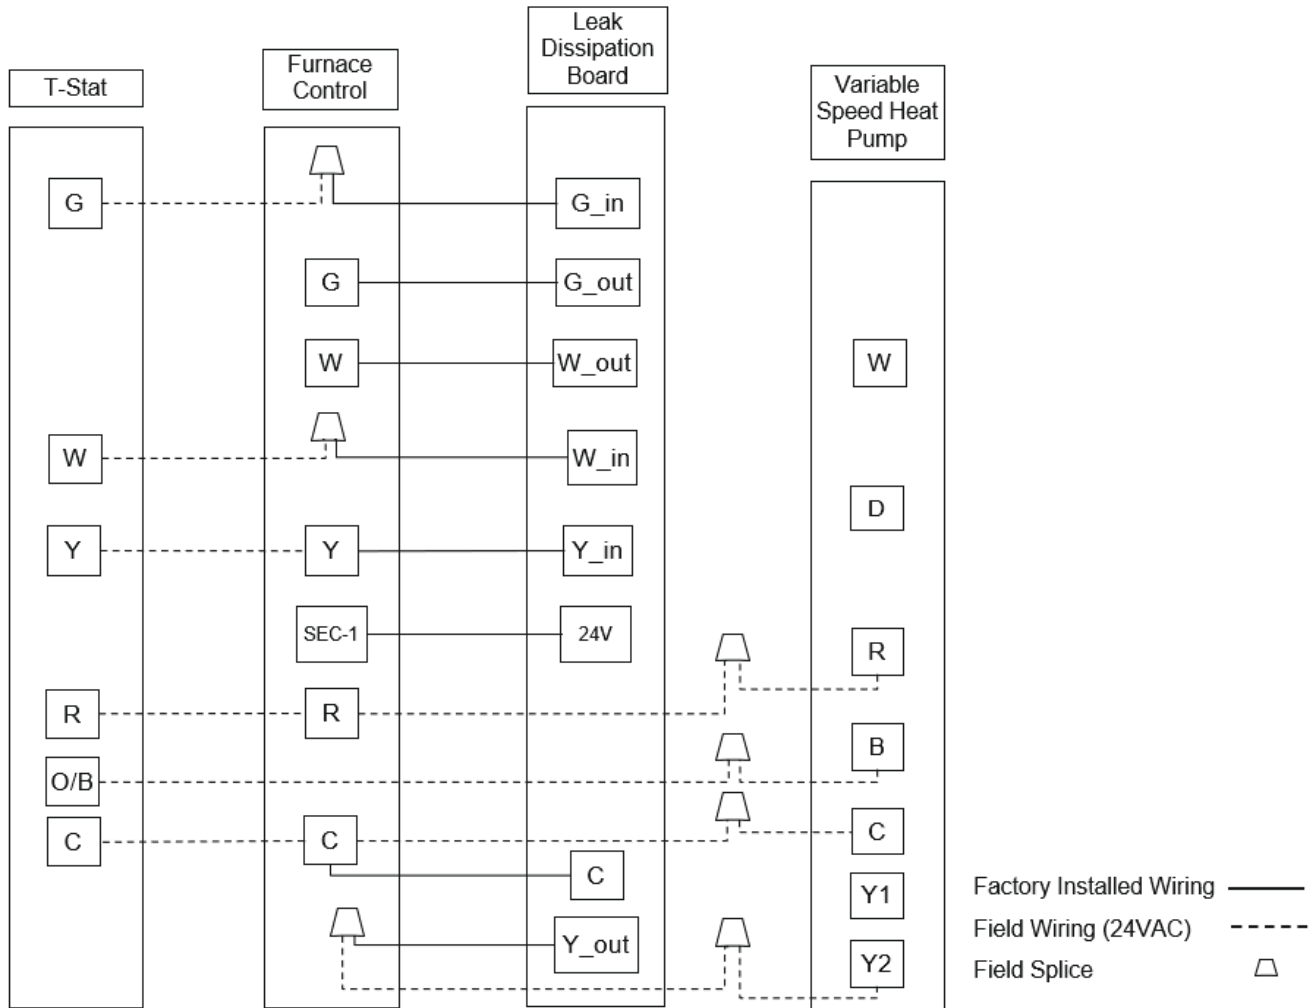 Leak
Dissipation
Board
T-Stat
Furnace
Control
Variable
Speed Heat
Pump
G
G_in
G
G_out
W
W_out
W
W
W_in
D
Y
Y
Y_in
SEC-1
24V
R
R
R
B
O/B
C
C
C
C
Y1
Y_out
Y2
Factory Installed Wiring
Field Wiring (24VAC)
Field Splice